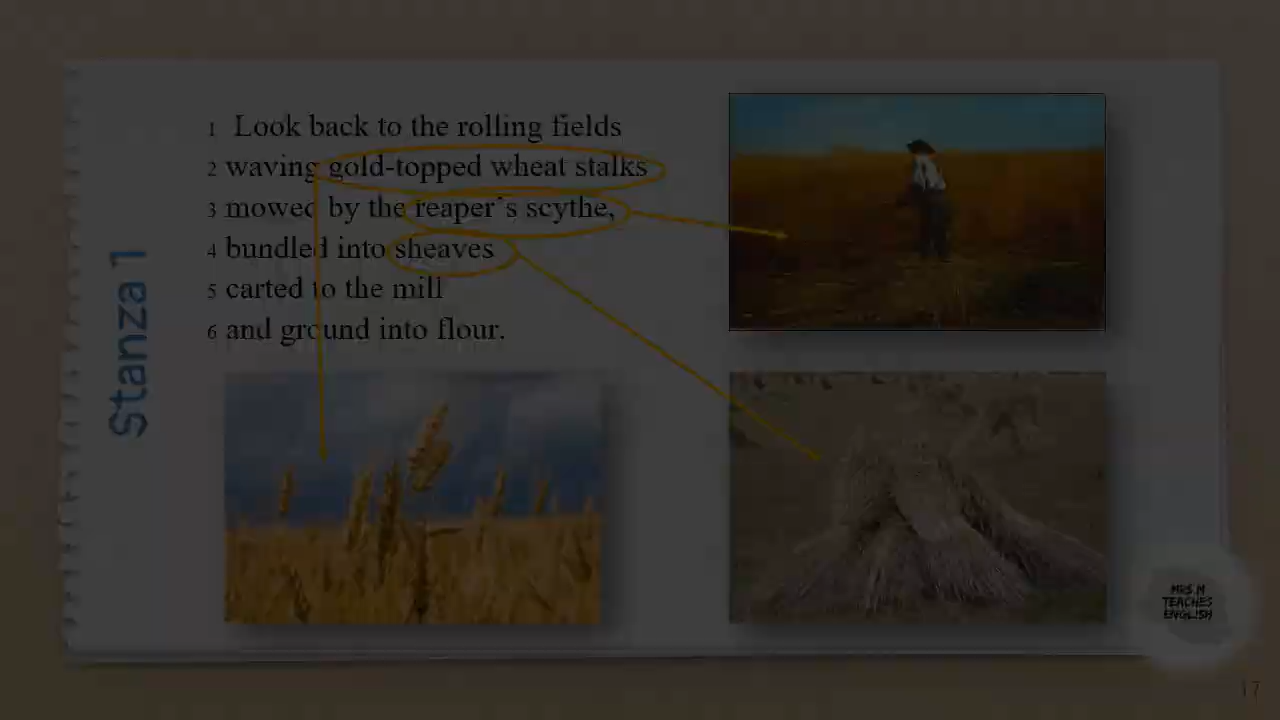 Stanza 1
1 Look back to the rolling fields
2 waving gold-topped wheat stalks
3 mowed by the reaper's scythe,
4 bundled into sheaves
5 carted to the mill
6 and ground into flour.
MRS M
TEACHES
ENGLISH
17